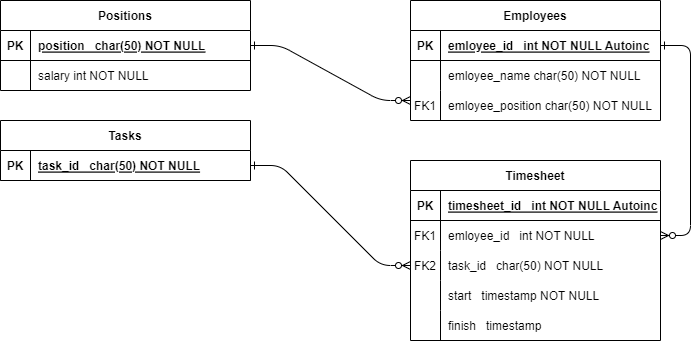 Positions
PK position char(50) NOT NULL
salary int NOT NULL
Employees
PK emloyee_id int NOT NULL Autoinc
emloyee_name char(50) NOT NULL
FK1 emloyee_position char(50) NOT NULL
Tasks
PK task_id char(50) NOT NULL
Timesheet
PK timesheet_id int NOT NULL Autoinc
FK1 emloyee_id int NOT NULL
FK2 task_id char(50) NOT NULL
start timestamp NOT NULL
finish timestamp